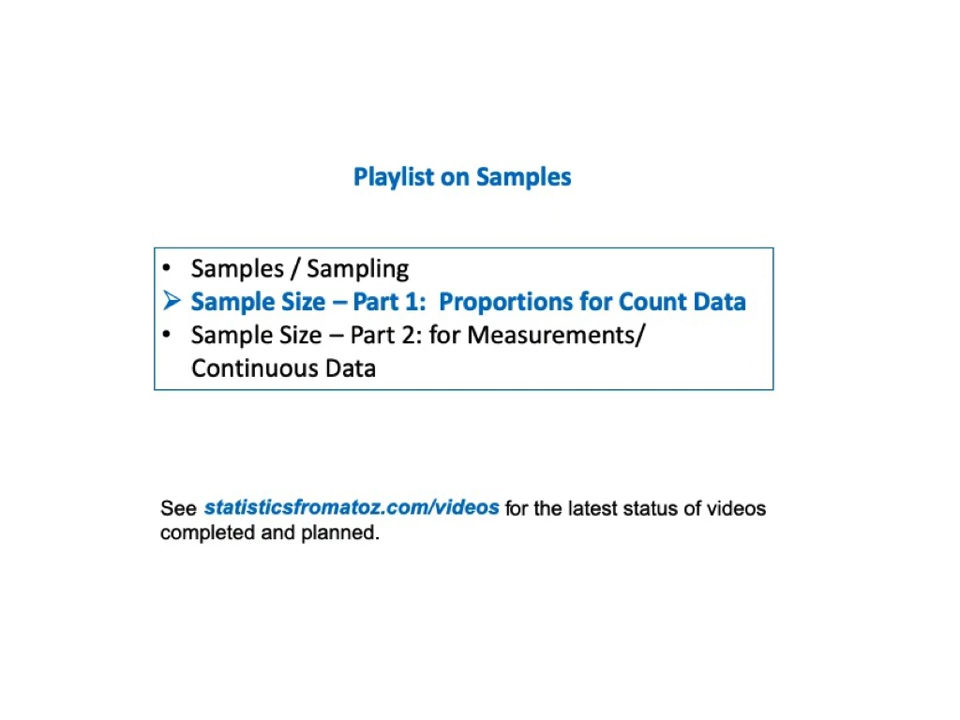 Playlist on Samples
• Samples / Sampling
➢ Sample Size – Part 1: Proportions for Count Data
• Sample Size – Part 2: for Measurements/
Continuous Data
See statisticsfromatoz.com/videos for the latest status of videos
completed and planned.